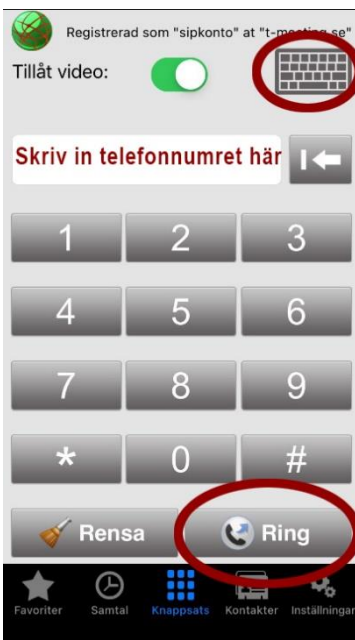 Registrerad som "sipkonto" at "t-meeting.se"
Tillåt video:
Skriv in telefonnumret här
1 2 3
4 5 6
7 8 9
* 0 #
Rensa Ring
Favoriter Samtal Knappsats Kontakter Inställningar